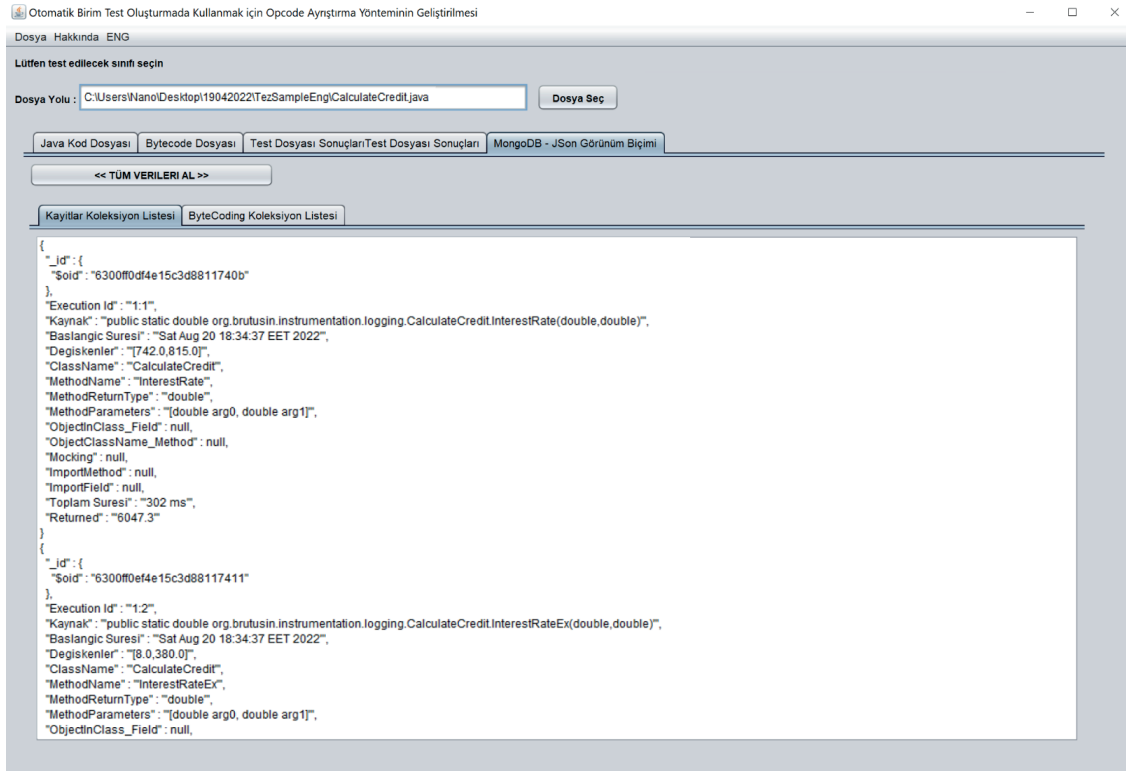 Otomatik Birim Test Oluşturmada Kullanmak için Opcode Ayrıştırma Yönteminin Geliştirilmesi
Dosya Hakkında ENG
Lütfen test edilecek sınıfı seçin
Dosya Yolu : C:\Users\Nano\Desktop\19042022\TezSampleEng\CalculateCredit.java Dosya Seç
Java Kod Dosyası Bytecode Dosyası Test Dosyası SonuçlarıTest Dosyası Sonuçları MongoDB - JSon Görünüm Biçimi
<< TÜM VERILERI AL >>
Kayitlar Koleksiyon Listesi ByteCoding Koleksiyon Listesi
{
"_id" : {
"$oid" : "6300ff0df4e15c3d8811740b"
},
"Execution Id" : "'1:1'",
"Kaynak" : "'public static double org.brutusin.instrumentation.logging.CalculateCredit.InterestRate(double,double)'",
"Baslangic Suresi" : "'Sat Aug 20 18:34:37 EET 2022'",
"Degiskenler" : "'[742.0,815.0]'",
"ClassName" : "'CalculateCredit'",
"MethodName" : "'InterestRate'",
"MethodReturnType" : "'double'",
"MethodParameters" : "'[double arg0, double arg1]'",
"ObjectInClass_Field" : null,
"ObjectClassName_Method" : null,
"Mocking" : null,
"ImportMethod" : null,
"ImportField" : null,
"Toplam Suresi" : "'302 ms'",
"Returned" : "'6047.3'"
}
{
"_id" : {
"$oid" : "6300ff0ef4e15c3d88117411"
},
"Execution Id" : "'1:2'",
"Kaynak" : "'public static double org.brutusin.instrumentation.logging.CalculateCredit.InterestRateEx(double,double)'",
"Baslangic Suresi" : "'Sat Aug 20 18:34:37 EET 2022'",
"Degiskenler" : "'[8.0,380.0]'",
"ClassName" : "'CalculateCredit'",
"MethodName" : "'InterestRateEx'",
"MethodReturnType" : "'double'",
"MethodParameters" : "'[double arg0, double arg1]'",
"ObjectInClass_Field" : null,